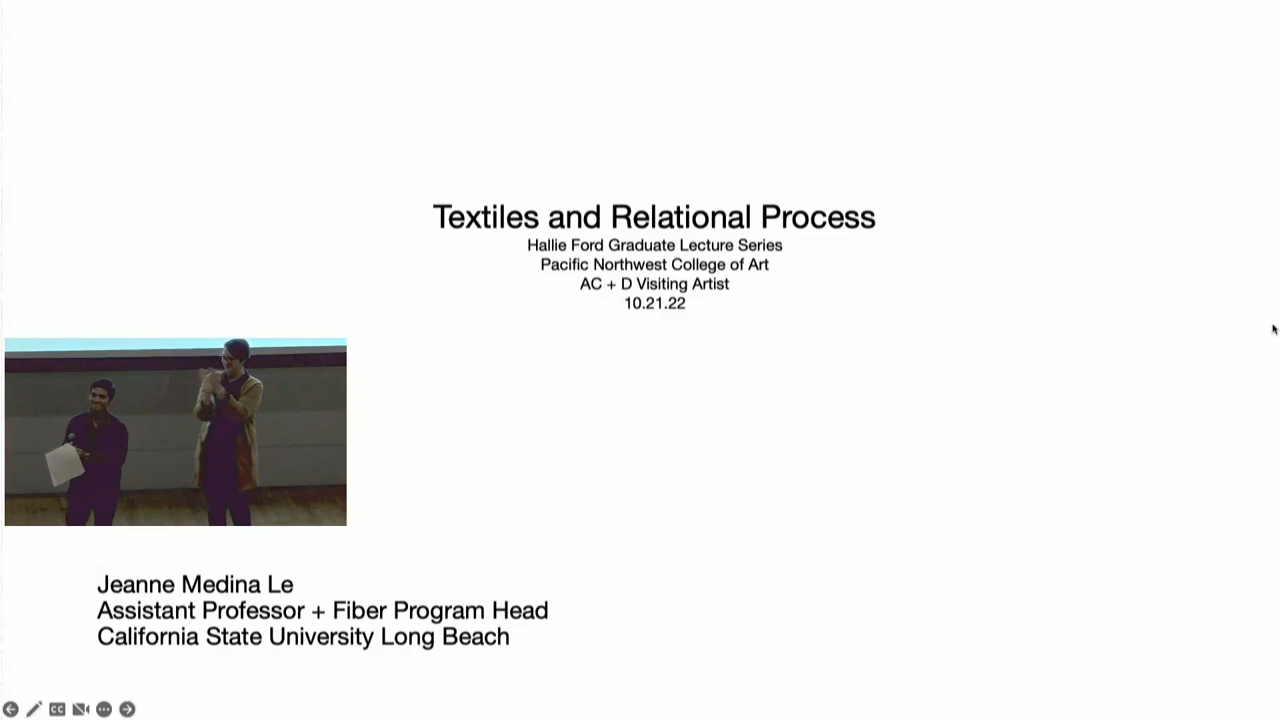 Textiles and Relational Process
Hallie Ford Graduate Lecture Series
Pacific Northwest College of Art
AC + D Visiting Artist
10.21.22
Jeanne Medina Le
Assistant Professor + Fiber Program Head
California State University Long Beach
CC